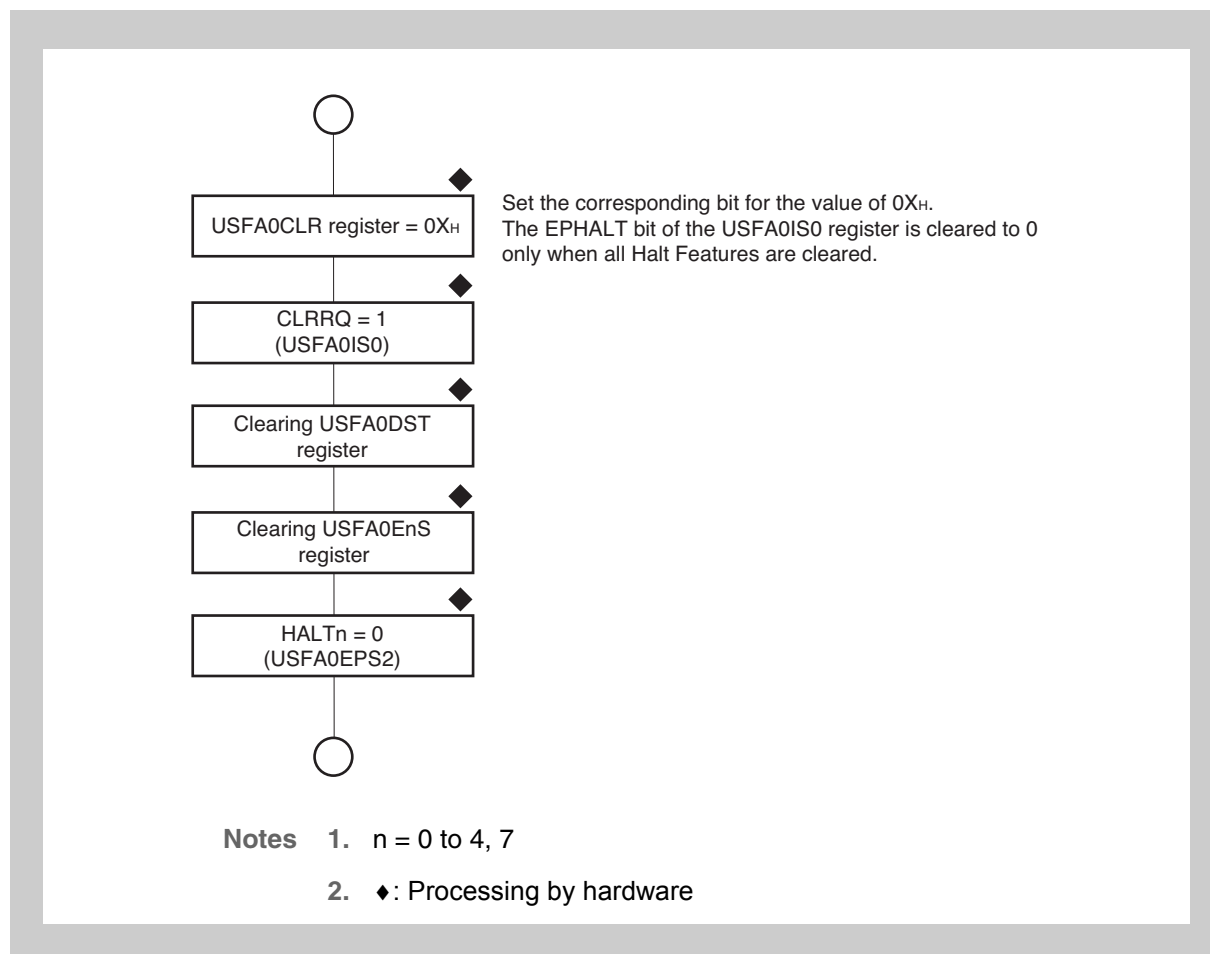 USFA0CLR register = 0XH
Set the corresponding bit for the value of 0XH.
The EPHALT bit of the USFA0IS0 register is cleared to 0
only when all Halt Features are cleared.
CLRRQ = 1
(USFA0IS0)
Clearing USFA0DST
register
Clearing USFA0EnS
register
HALTn = 0
(USFA0EPS2)
Notes 1. n = 0 to 4, 7
2. ♦: Processing by hardware